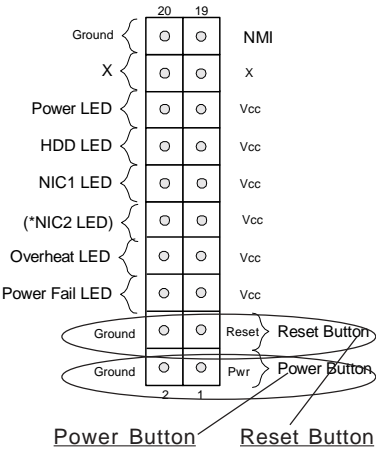 20 19
Ground NMI
X X
Power LED Vcc
HDD LED Vcc
NIC1 LED Vcc
(*NIC2 LED) Vcc
Overheat LED Vcc
Power Fail LED Vcc
Ground Reset Reset Button
Ground Pwr Power Button
2 1
Power Button Reset Button